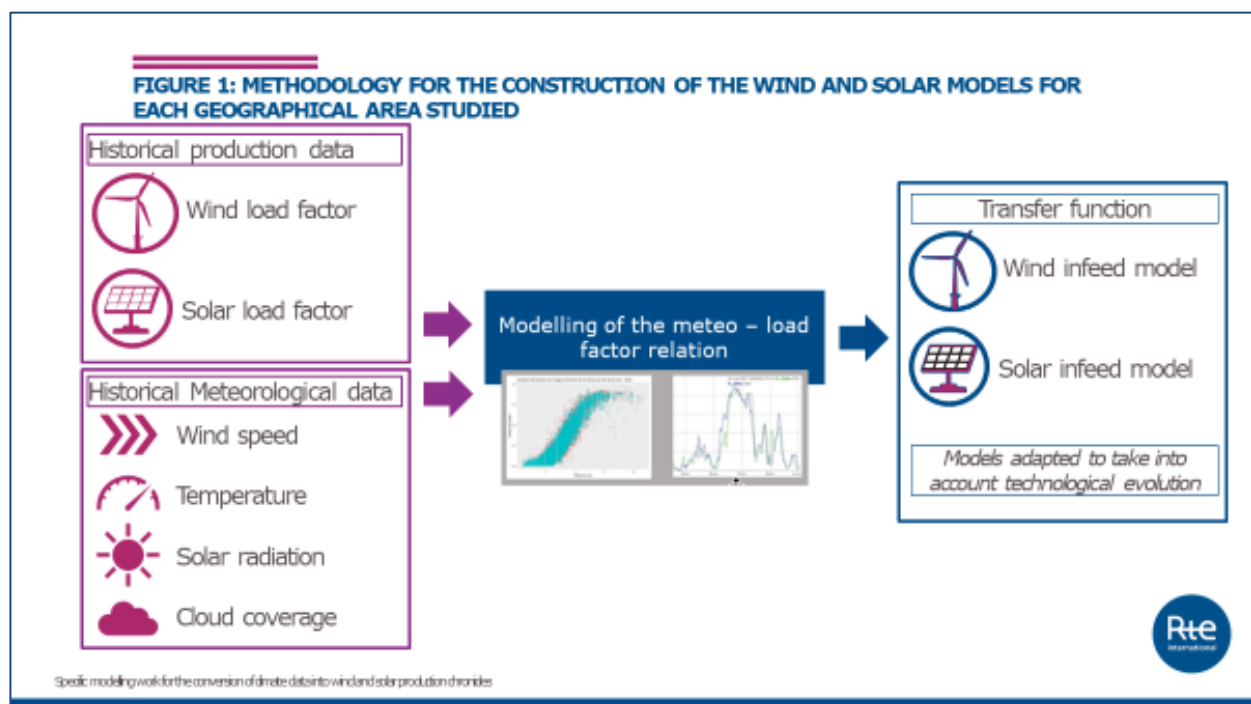 FIGURE 1: METHODOLOGY FOR THE CONSTRUCTION OF THE WIND AND SOLAR MODELS FOR
EACH GEOGRAPHICAL AREA STUDIED
Historical production data
Wind load factor
Solar load factor
Historical Meteorological data
Wind speed
Temperature
Solar radiation
Cloud coverage
Modelling of the meteo – load
factor relation
Transfer function
Wind infeed model
Solar infeed model
Models adapted to take into
account technological evolution
Rte
international
Specific modelling work for the conversion of climate data into wind and solar production chronicles